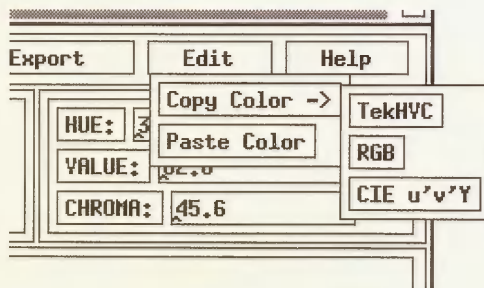 Export Edit Help
Copy Color ->
TekHVC
HUE:
Paste Color
RGB
VALUE:
CIE u'v'Y
CHROMA: 45.6